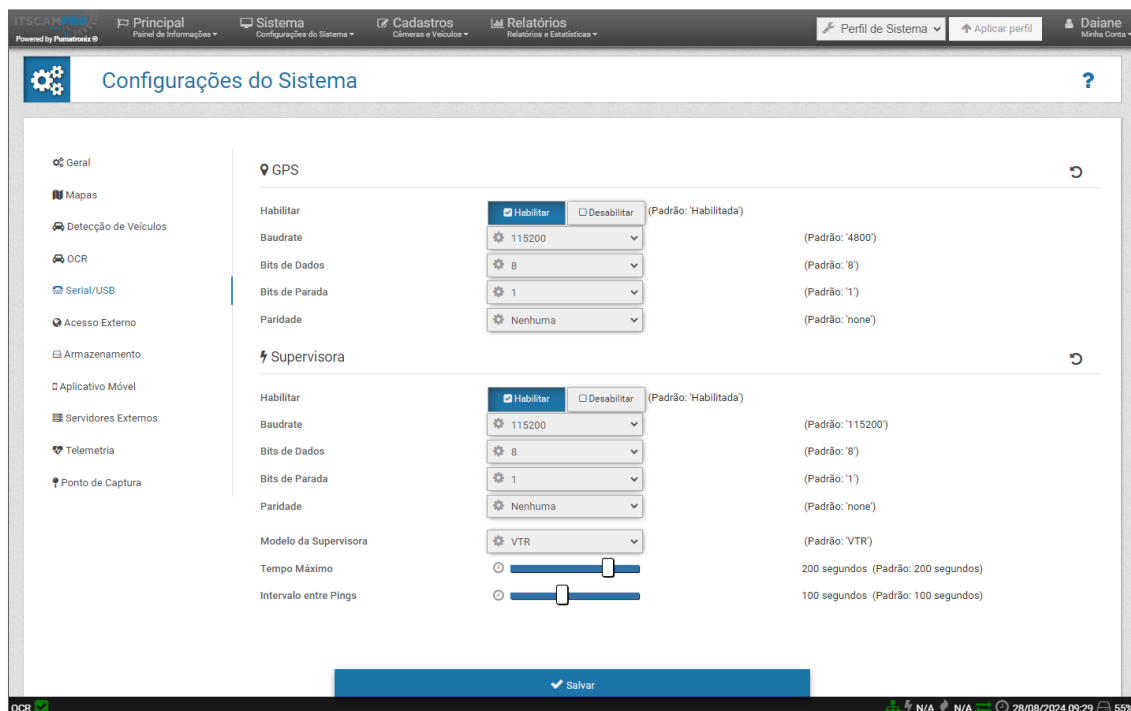 ITSCAMPRO
Powered by Pumatronix ®
Principal
Painel de Informações
Sistema
Configurações do Sistema
Cadastros
Câmeras e Veículos
Relatórios
Relatórios e Estatísticas
Perfil de Sistema
Aplicar perfil
Daiane
Minha Conta
Configurações do Sistema
?
Geral
Mapas
Detecção de Veículos
OCR
Serial/USB
Acesso Externo
Armazenamento
Aplicativo Móvel
Servidores Externos
Telemetria
Ponto de Captura
GPS
Habilitar Habilitar Desabilitar (Padrão: 'Habilitada')
Baudrate 115200 (Padrão: '4800')
Bits de Dados 8 (Padrão: '8')
Bits de Parada 1 (Padrão: '1')
Paridade Nenhuma (Padrão: 'none')
Supervisora
Habilitar Habilitar Desabilitar (Padrão: 'Habilitada')
Baudrate 115200 (Padrão: '115200')
Bits de Dados 8 (Padrão: '8')
Bits de Parada 1 (Padrão: '1')
Paridade Nenhuma (Padrão: 'none')
Modelo da Supervisora VTR (Padrão: 'VTR')
Tempo Máximo 200 segundos (Padrão: 200 segundos)
Intervalo entre Pings 100 segundos (Padrão: 100 segundos)
Salvar
OCR N/A N/A 28/08/2024 09:29 55%